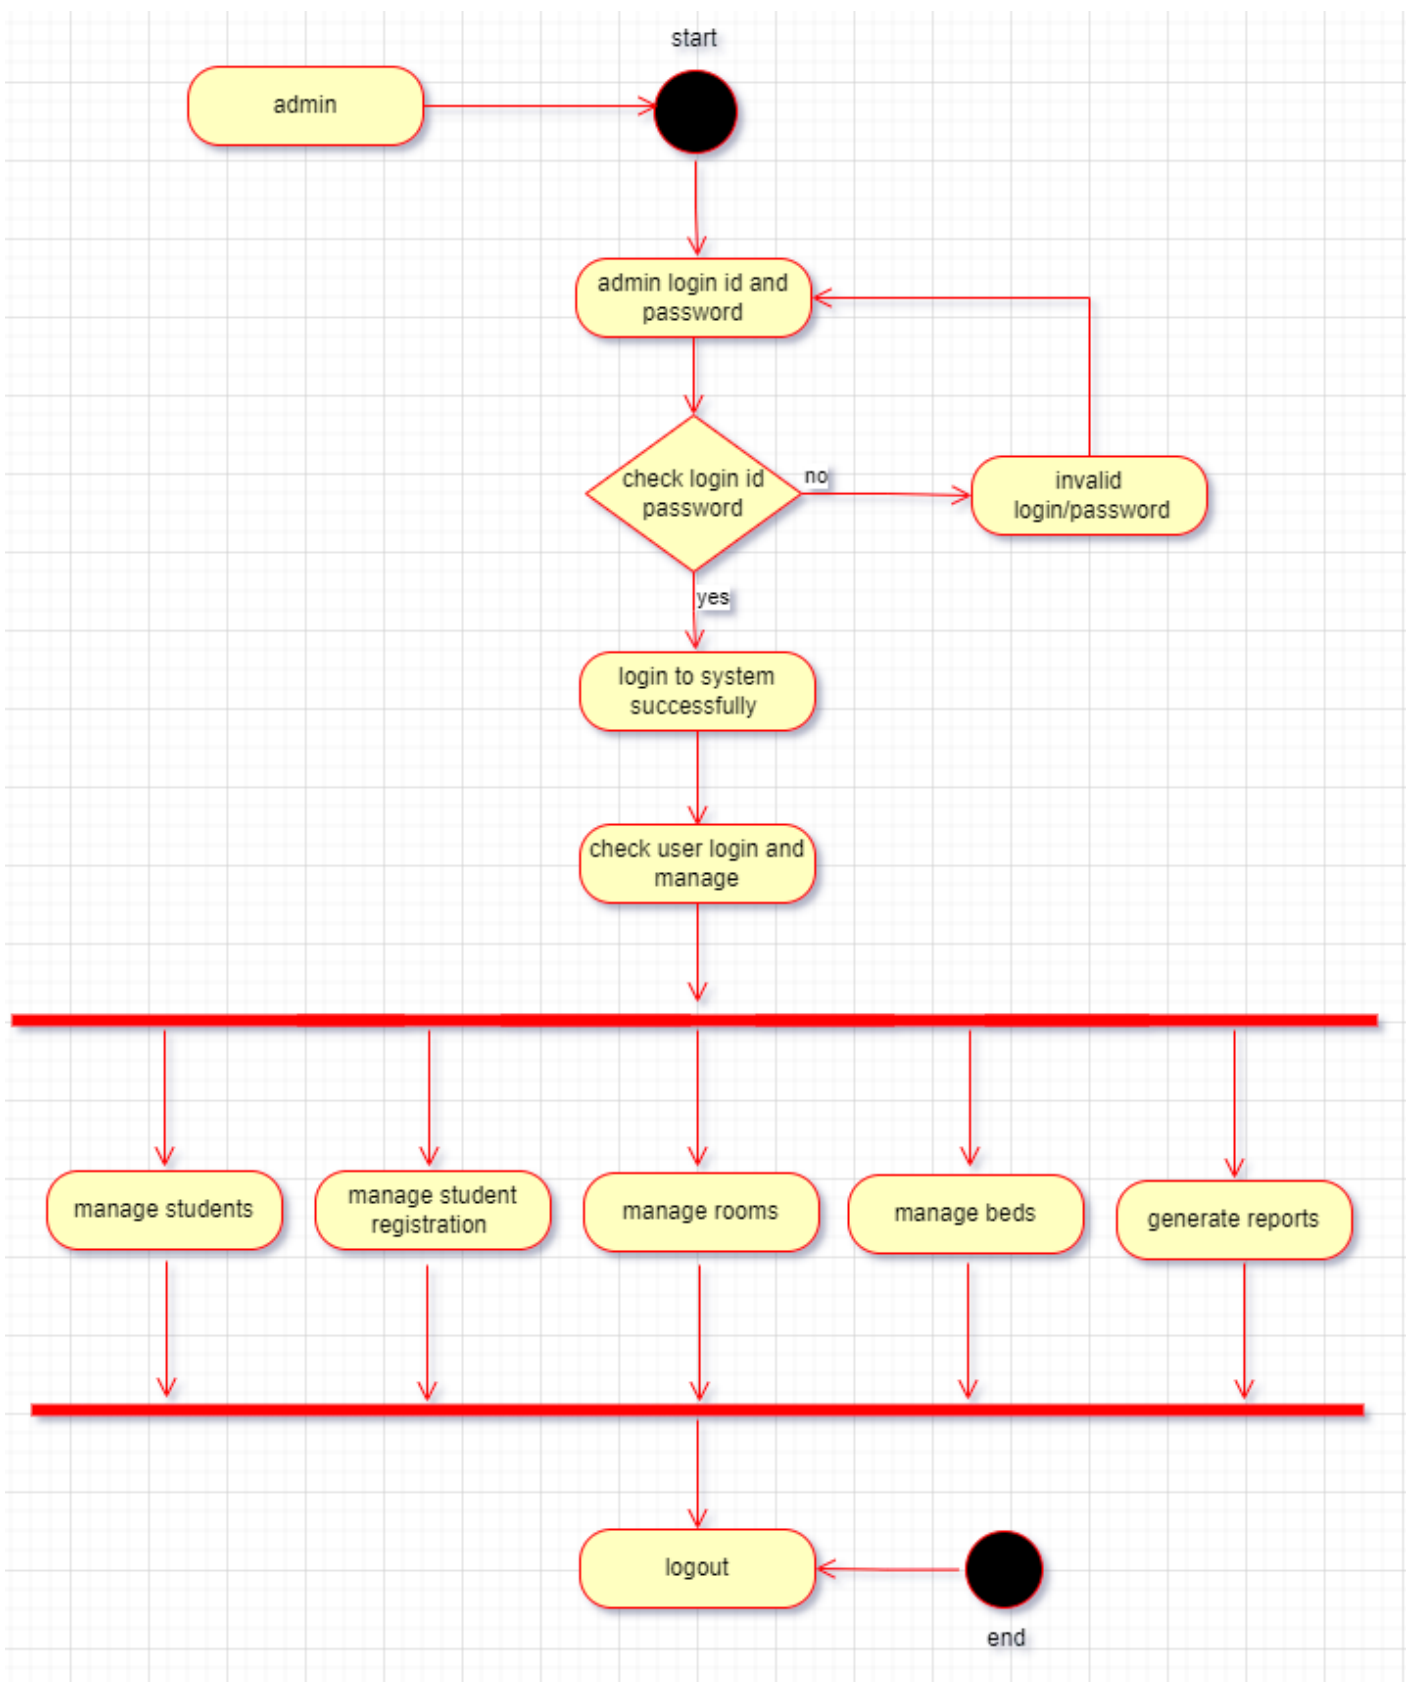 start
admin
admin login id and
password
check login id
password
no
invalid
login/password
yes
login to system
successfully
check user login and
manage
manage students
manage student
registration
manage rooms
manage beds
generate reports
logout
end